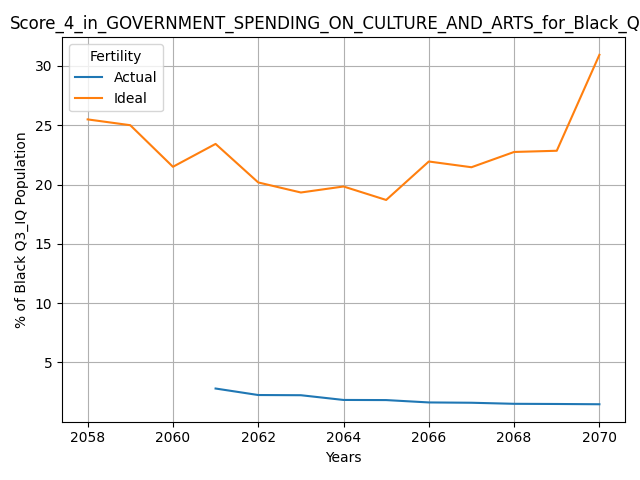 Score_4_in_GOVERNMENT_SPENDING_ON_CULTURE_AND_ARTS_for_Black_Q
Fertility
Actual
Ideal
30
25
20
15
10
5
% of Black Q3_IQ Population
2058 2060 2062 2064 2066 2068 2070
Years